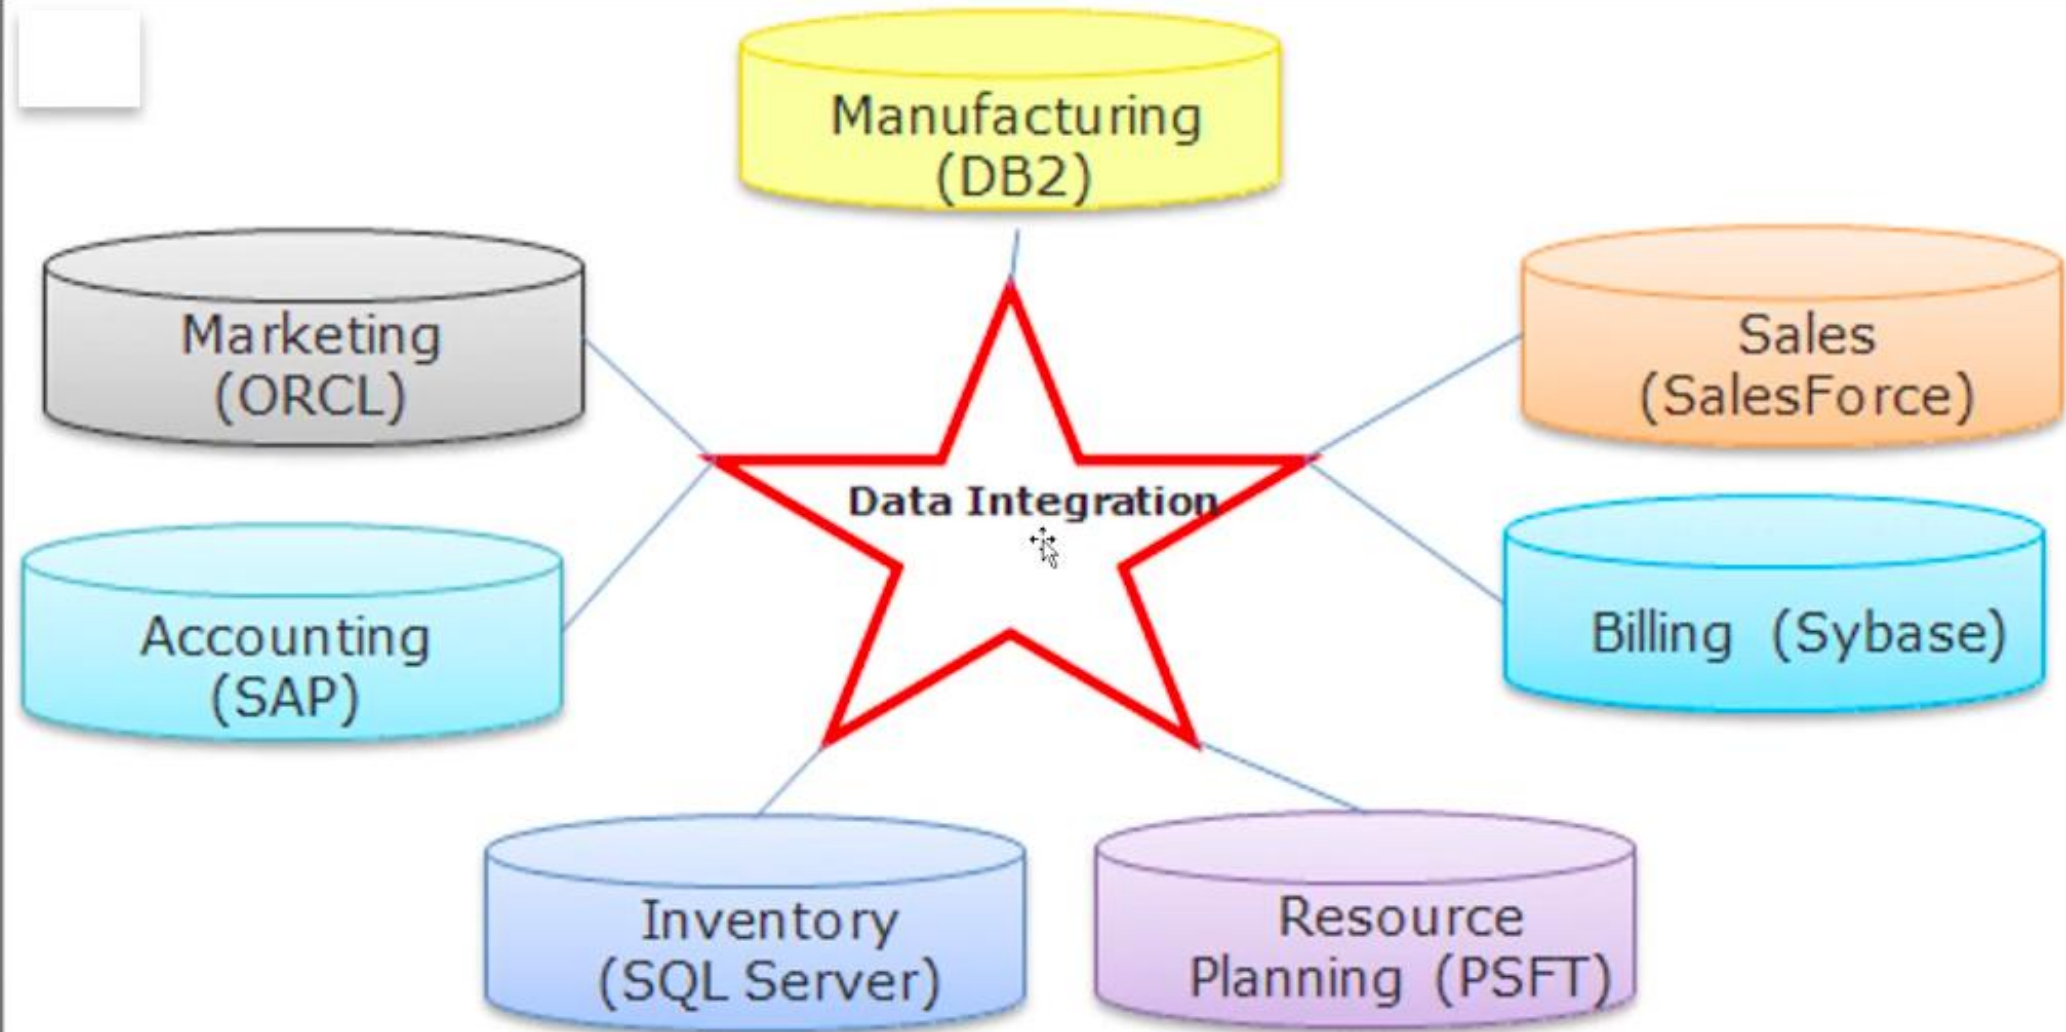 Manufacturing
(DB2)
Marketing
(ORCL)
Sales
(SalesForce)
Data Integration
Accounting
(SAP)
Billing (Sybase)
Inventory
(SQL Server)
Resource
Planning (PSFT)